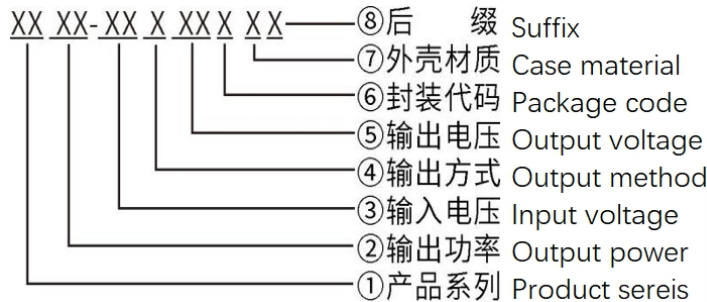 XX XX-XX X XX X X X ⑧后 缀 Suffix
⑦外壳材质 Case material
⑥封装代码 Package code
⑤输出电压 Output voltage
④输出方式 Output method
③输入电压 Input voltage
②输出功率 Output power
①产品系列 Product sereis